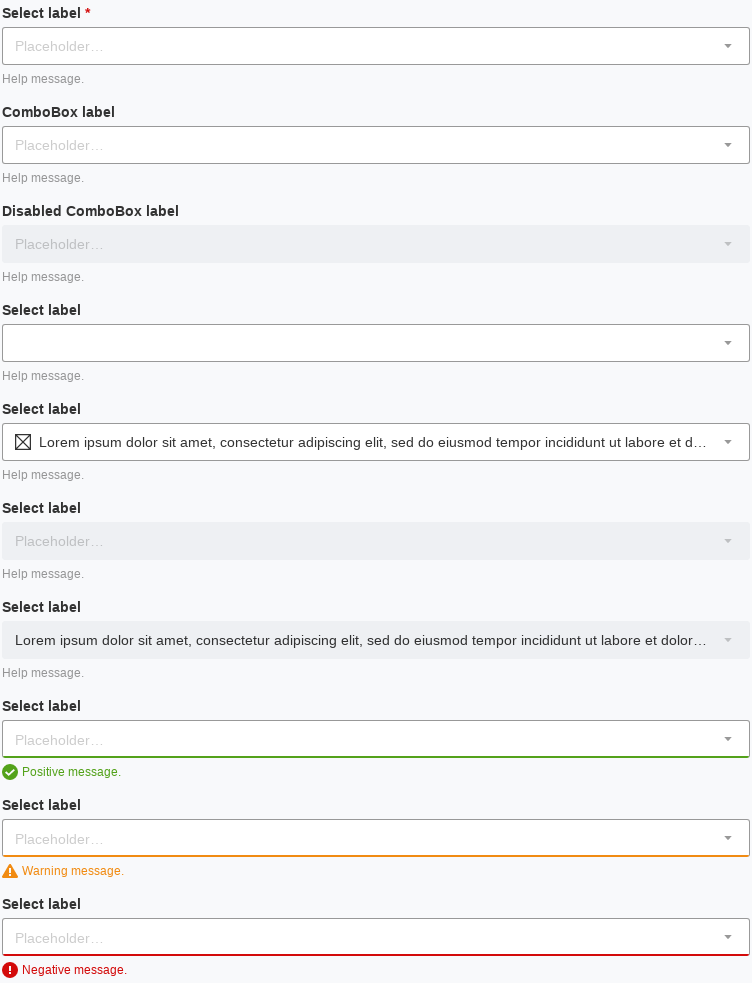 Select label *
Placeholder…
Help message.
ComboBox label
Placeholder…
Help message.
Disabled ComboBox label
Placeholder…
Help message.
Select label
Help message.
Select label
Lorem ipsum dolor sit amet, consectetur adipiscing elit, sed do eiusmod tempor incididunt ut labore et d…
Help message.
Select label
Placeholder…
Help message.
Select label
Lorem ipsum dolor sit amet, consectetur adipiscing elit, sed do eiusmod tempor incididunt ut labore et dolor…
Help message.
Select label
Placeholder…
Positive message.
Select label
Placeholder…
Warning message.
Select label
Placeholder…
Negative message.